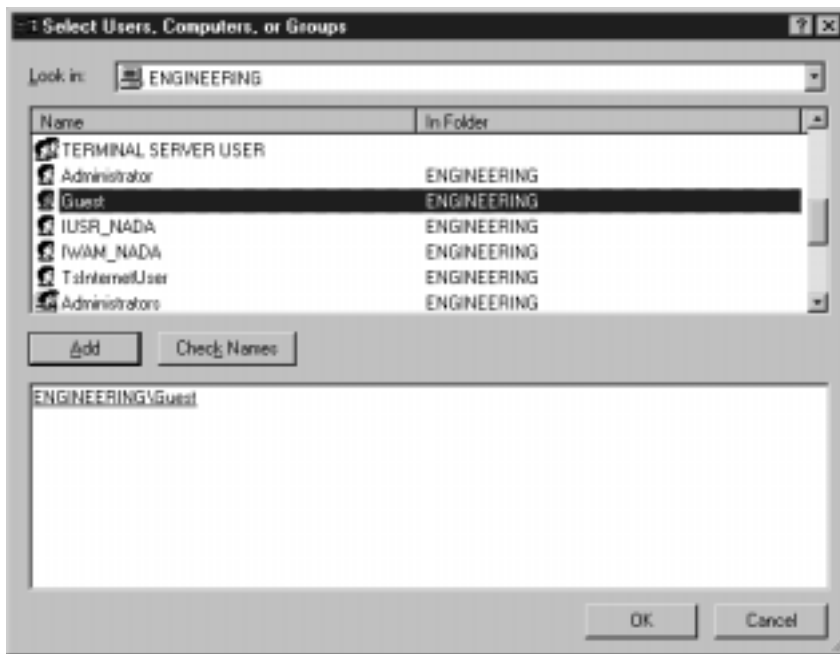 Select Users, Computers, or Groups
Look in: ENGINEERING
Name In Folder
TERMINAL SERVER USER
Administrator ENGINEERING
Guest ENGINEERING
IUSR_NADA ENGINEERING
IWAM_NADA ENGINEERING
TsInternetUser ENGINEERING
Administrators ENGINEERING
Add Check Names
ENGINEERING\Guest
OK Cancel